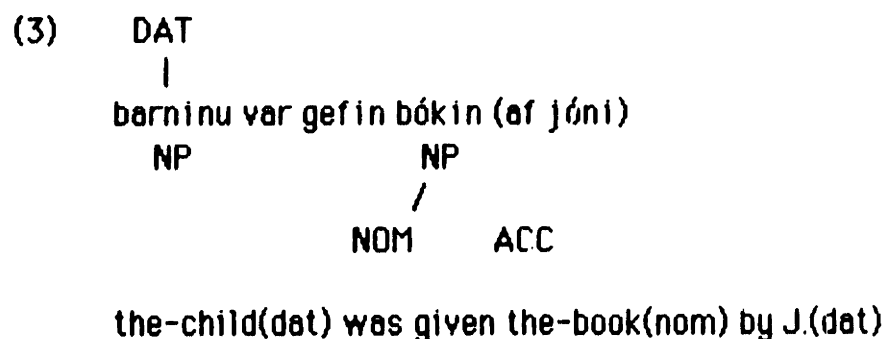 (3) DAT
|
barninu var gefin bókin (af jóni)
NP NP
/
NOM ACC
the-child(dat) was given the-book(nom) by J.(dat)